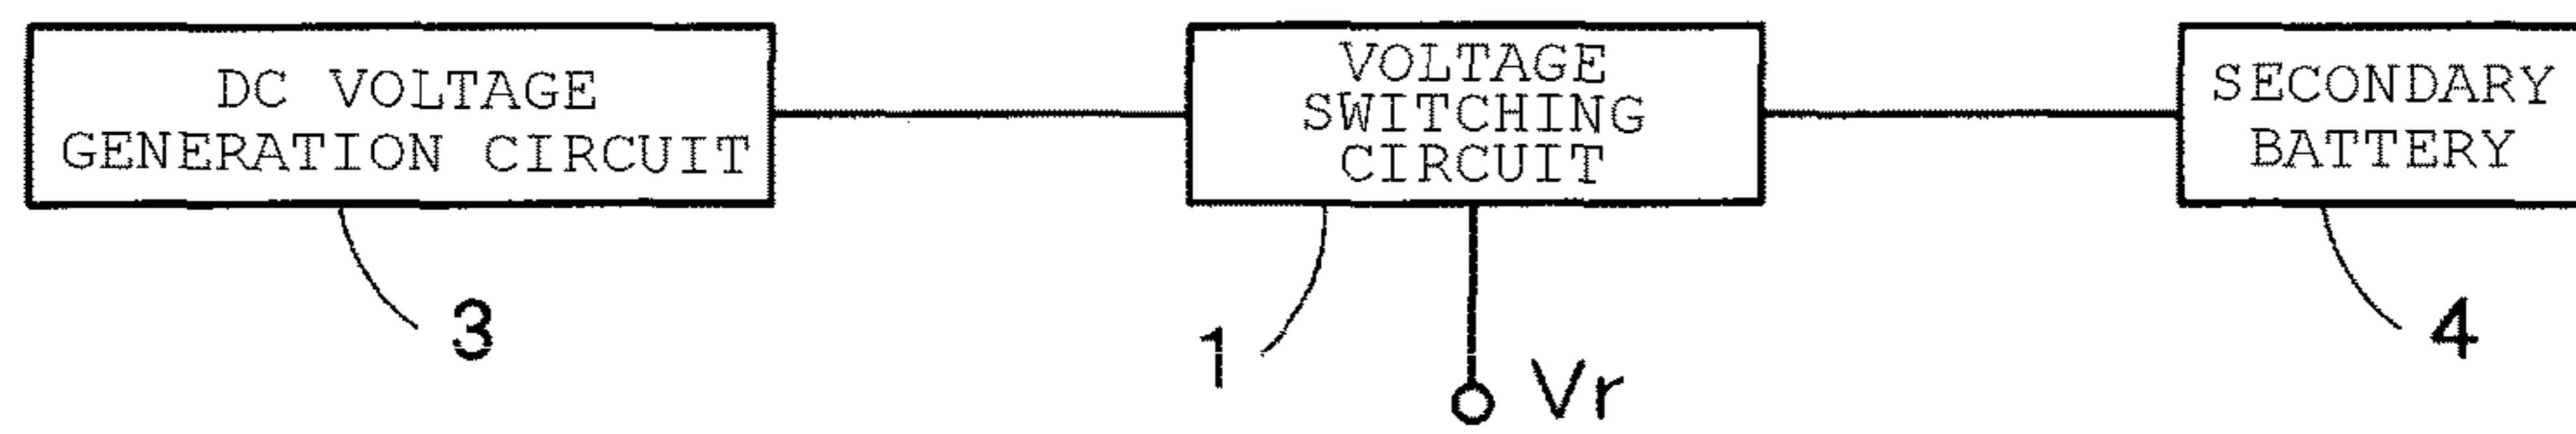 DC VOLTAGE
GENERATION CIRCUIT
VOLTAGE
SWITCHING
CIRCUIT
SECONDARY
BATTERY
3
1
Vr
4